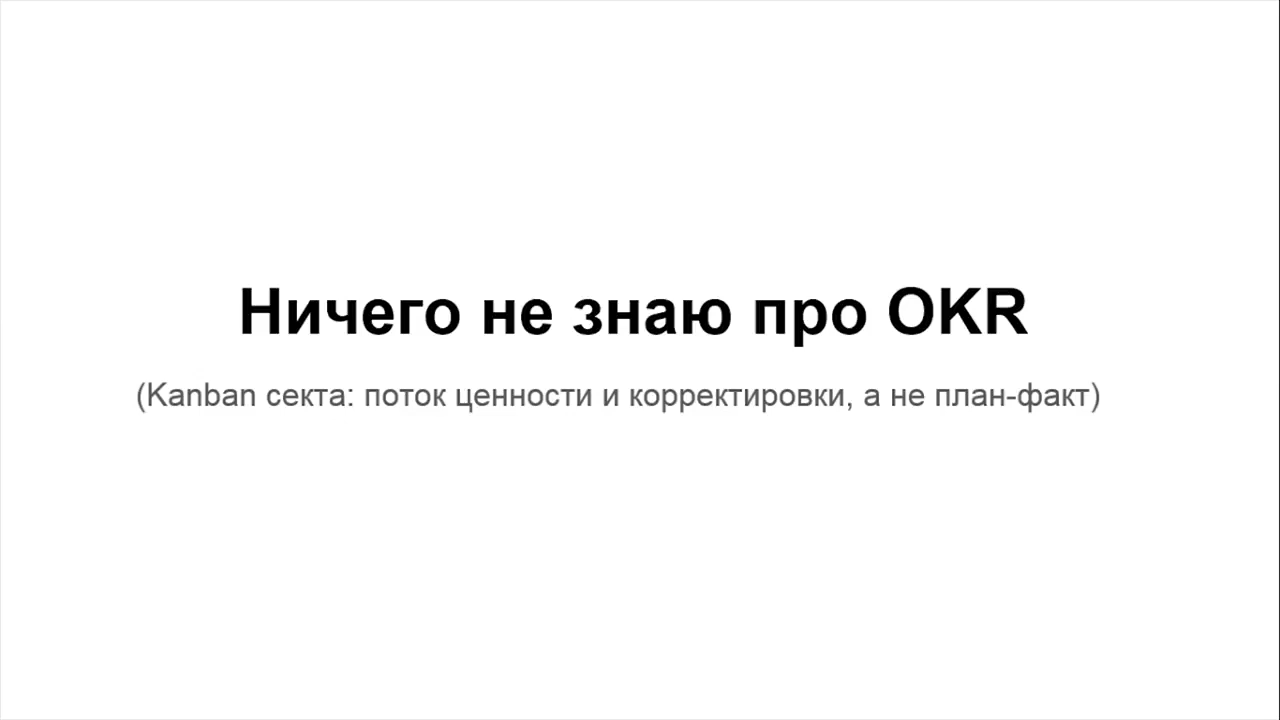 Ничего не знаю про OKR
(Kanban секта: поток ценности и корректировки, а не план-факт)